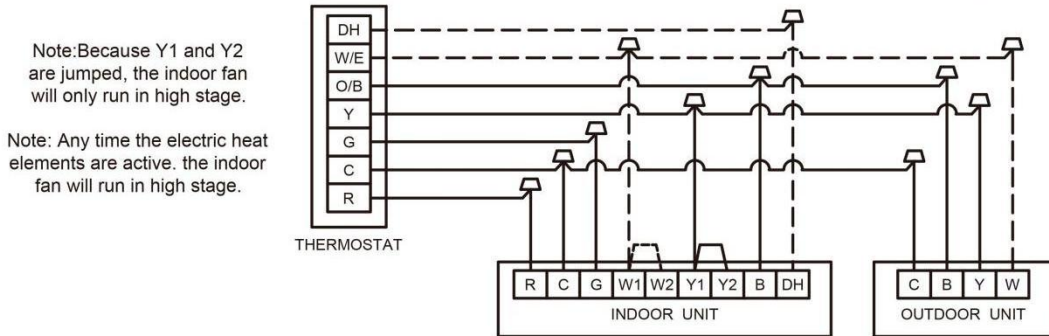 Note:Because Y1 and Y2
are jumped, the indoor fan
will only run in high stage.
Note: Any time the electric heat
elements are active. the indoor
fan will run in high stage.
DH
W/E
O/B
Y
G
C
R
THERMOSTAT
R C G W1 W2 Y1 Y2 B DH
INDOOR UNIT
C B Y W
OUTDOOR UNIT